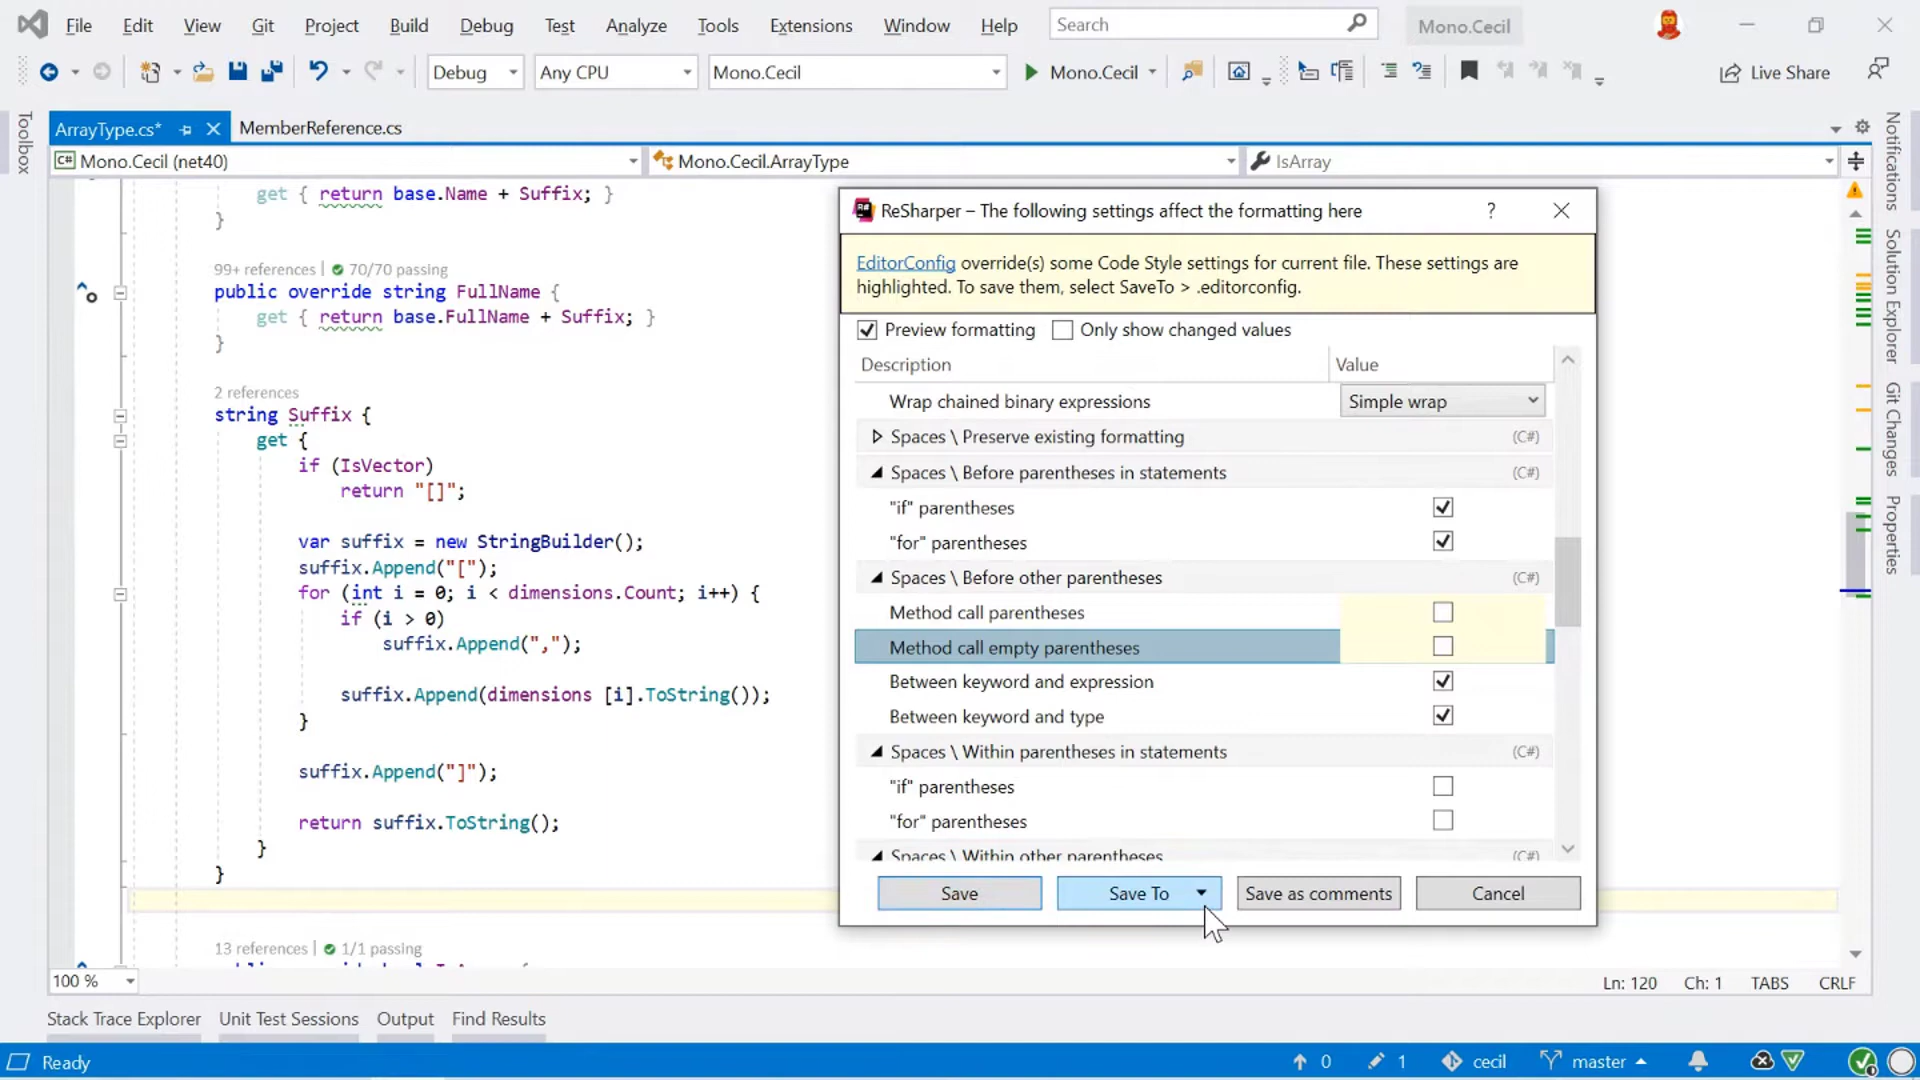 File Edit View Git Project Build Debug Test Analyze Tools Extensions Window Help Search Mono.Cecil
Debug Any CPU Mono.Cecil Mono.Cecil Live Share
ArrayType.cs* MemberReference.cs
Mono.Cecil (net40) Mono.Cecil.ArrayType IsArray
Toolbox
Notifications
Solution Explorer
Git Changes
Properties
get { return base.Name + Suffix; }
}
99+ references | 70/70 passing
public override string FullName {
get { return base.FullName + Suffix; }
}
2 references
string Suffix {
get {
if (IsVector)
return "[]";
var suffix = new StringBuilder();
suffix.Append("[");
for (int i = 0; i < dimensions.Count; i++) {
if (i > 0)
suffix.Append(",");
suffix.Append(dimensions [i].ToString());
}
suffix.Append("]");
return suffix.ToString();
}
}
13 references | 1/1 passing
ReSharper – The following settings affect the formatting here ?
EditorConfig override(s) some Code Style settings for current file. These settings are
highlighted. To save them, select SaveTo > .editorconfig.
Preview formatting Only show changed values
Description Value
Wrap chained binary expressions Simple wrap
Spaces \ Preserve existing formatting (C#)
Spaces \ Before parentheses in statements (C#)
"if" parentheses
"for" parentheses
Spaces \ Before other parentheses (C#)
Method call parentheses
Method call empty parentheses
Between keyword and expression
Between keyword and type
Spaces \ Within parentheses in statements (C#)
"if" parentheses
"for" parentheses
Spaces \ Within other parentheses (C#)
Save Save To Save as comments Cancel
100 % Ln: 120 Ch: 1 TABS CRLF
Stack Trace Explorer Unit Test Sessions Output Find Results
Ready 0 1 cecil master